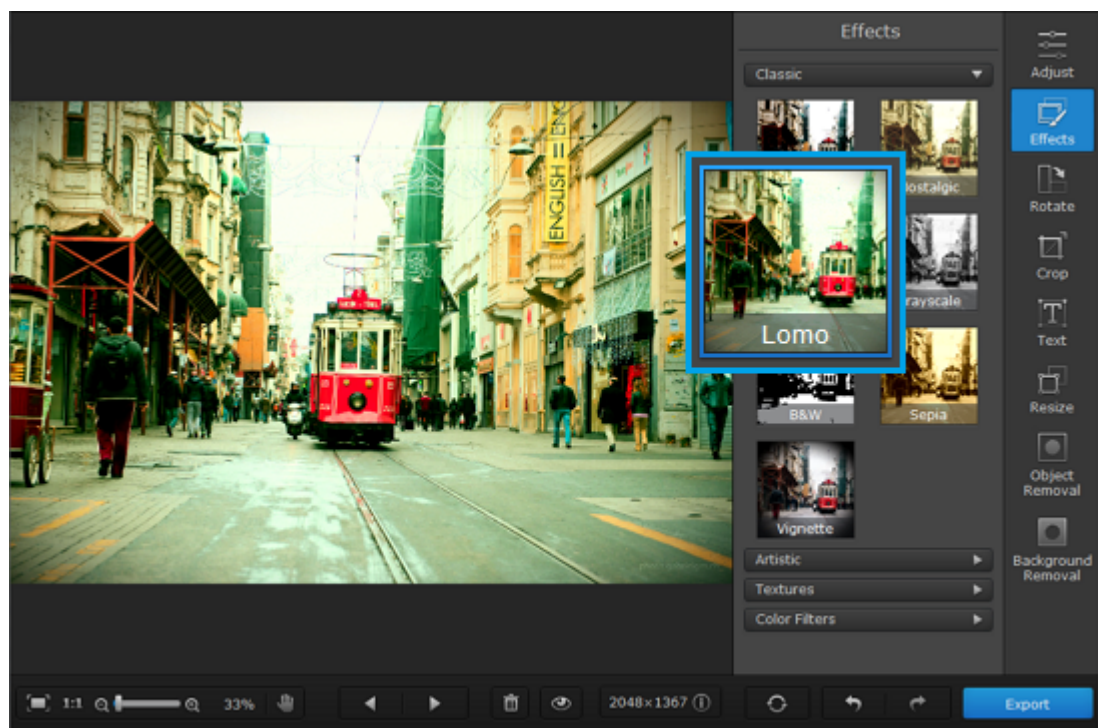 Effects
Classic
Nostalgic
Lomo
B&W
Sepia
Vignette
Artistic
Textures
Color Filters
Adjust
Effects
Rotate
Crop
Text
Resize
Object
Removal
Background
Removal
ENGLISH
1:1
33%
2048×1367
Export